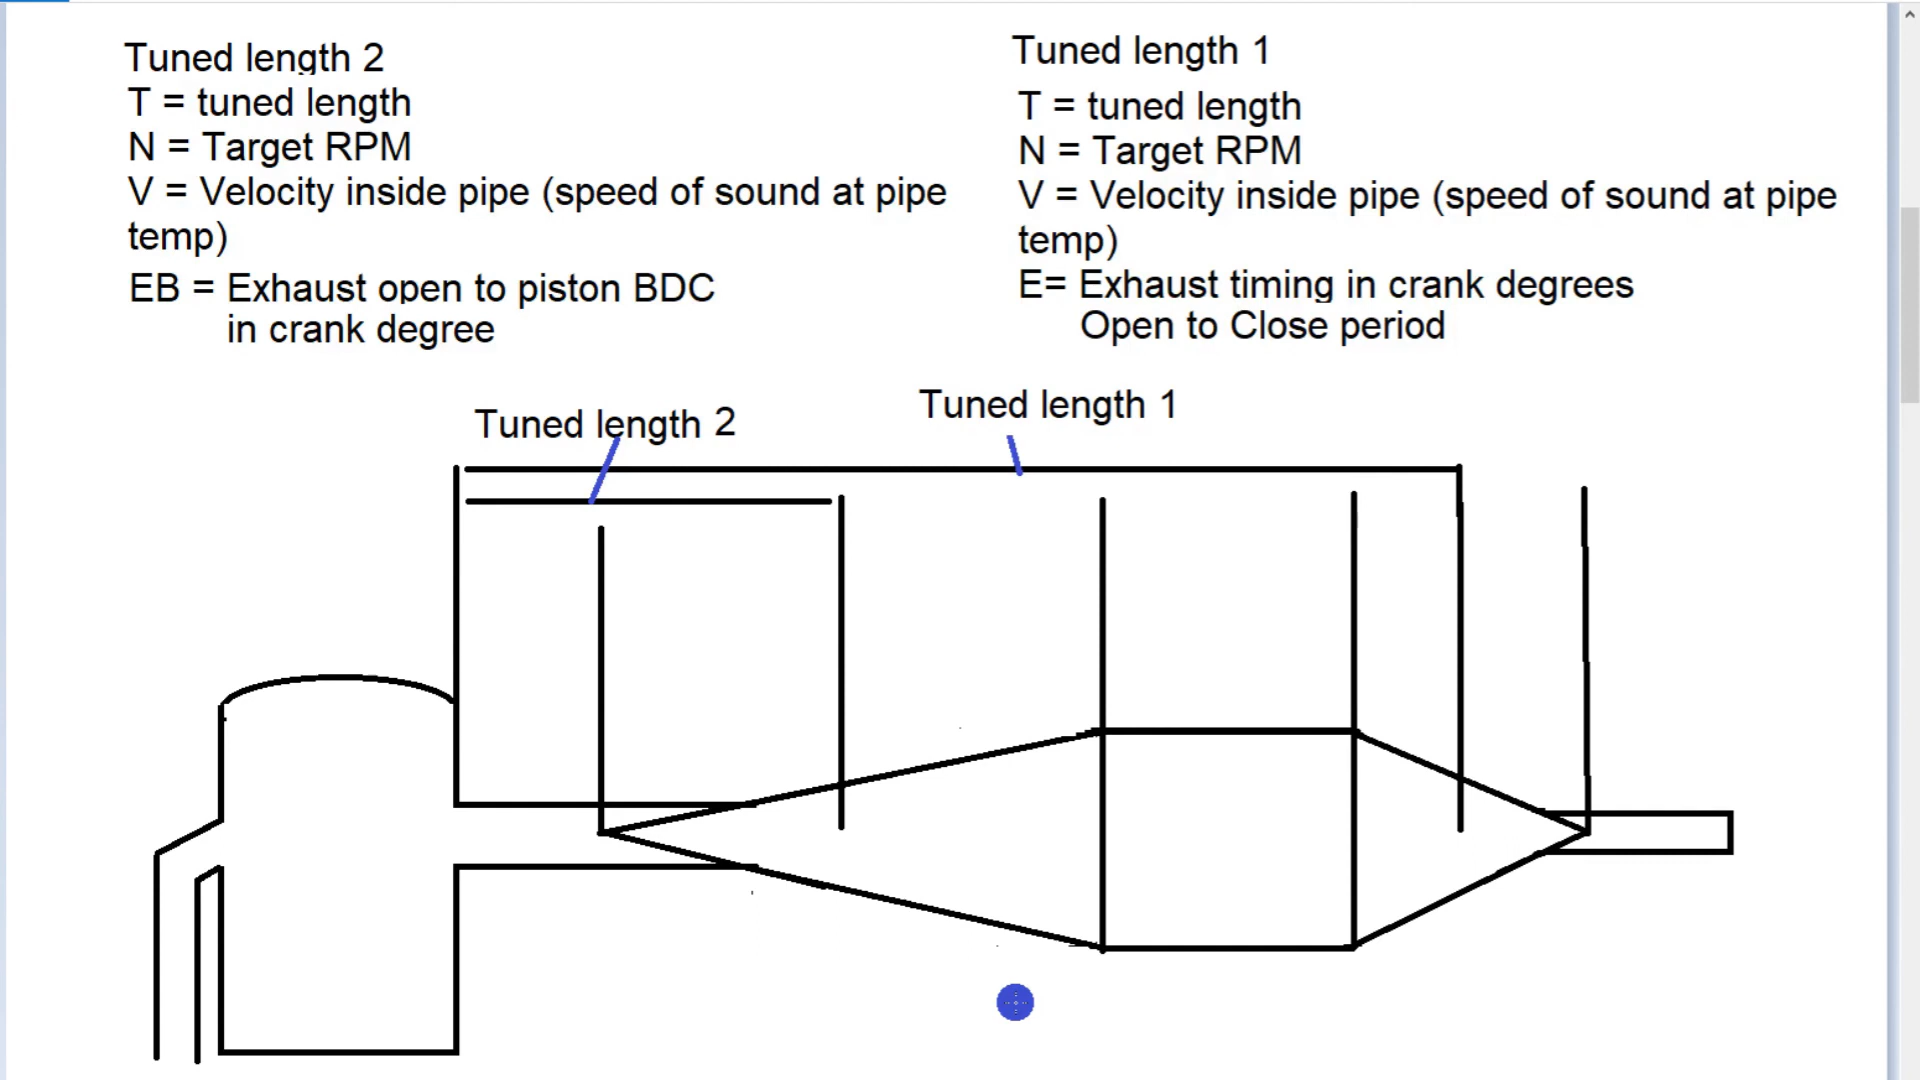 Tuned length 2
T = tuned length
N = Target RPM
V = Velocity inside pipe (speed of sound at pipe
temp)
EB = Exhaust open to piston BDC
in crank degree
Tuned length 1
T = tuned length
N = Target RPM
V = Velocity inside pipe (speed of sound at pipe
temp)
E= Exhaust timing in crank degrees
Open to Close period
Tuned length 2
Tuned length 1